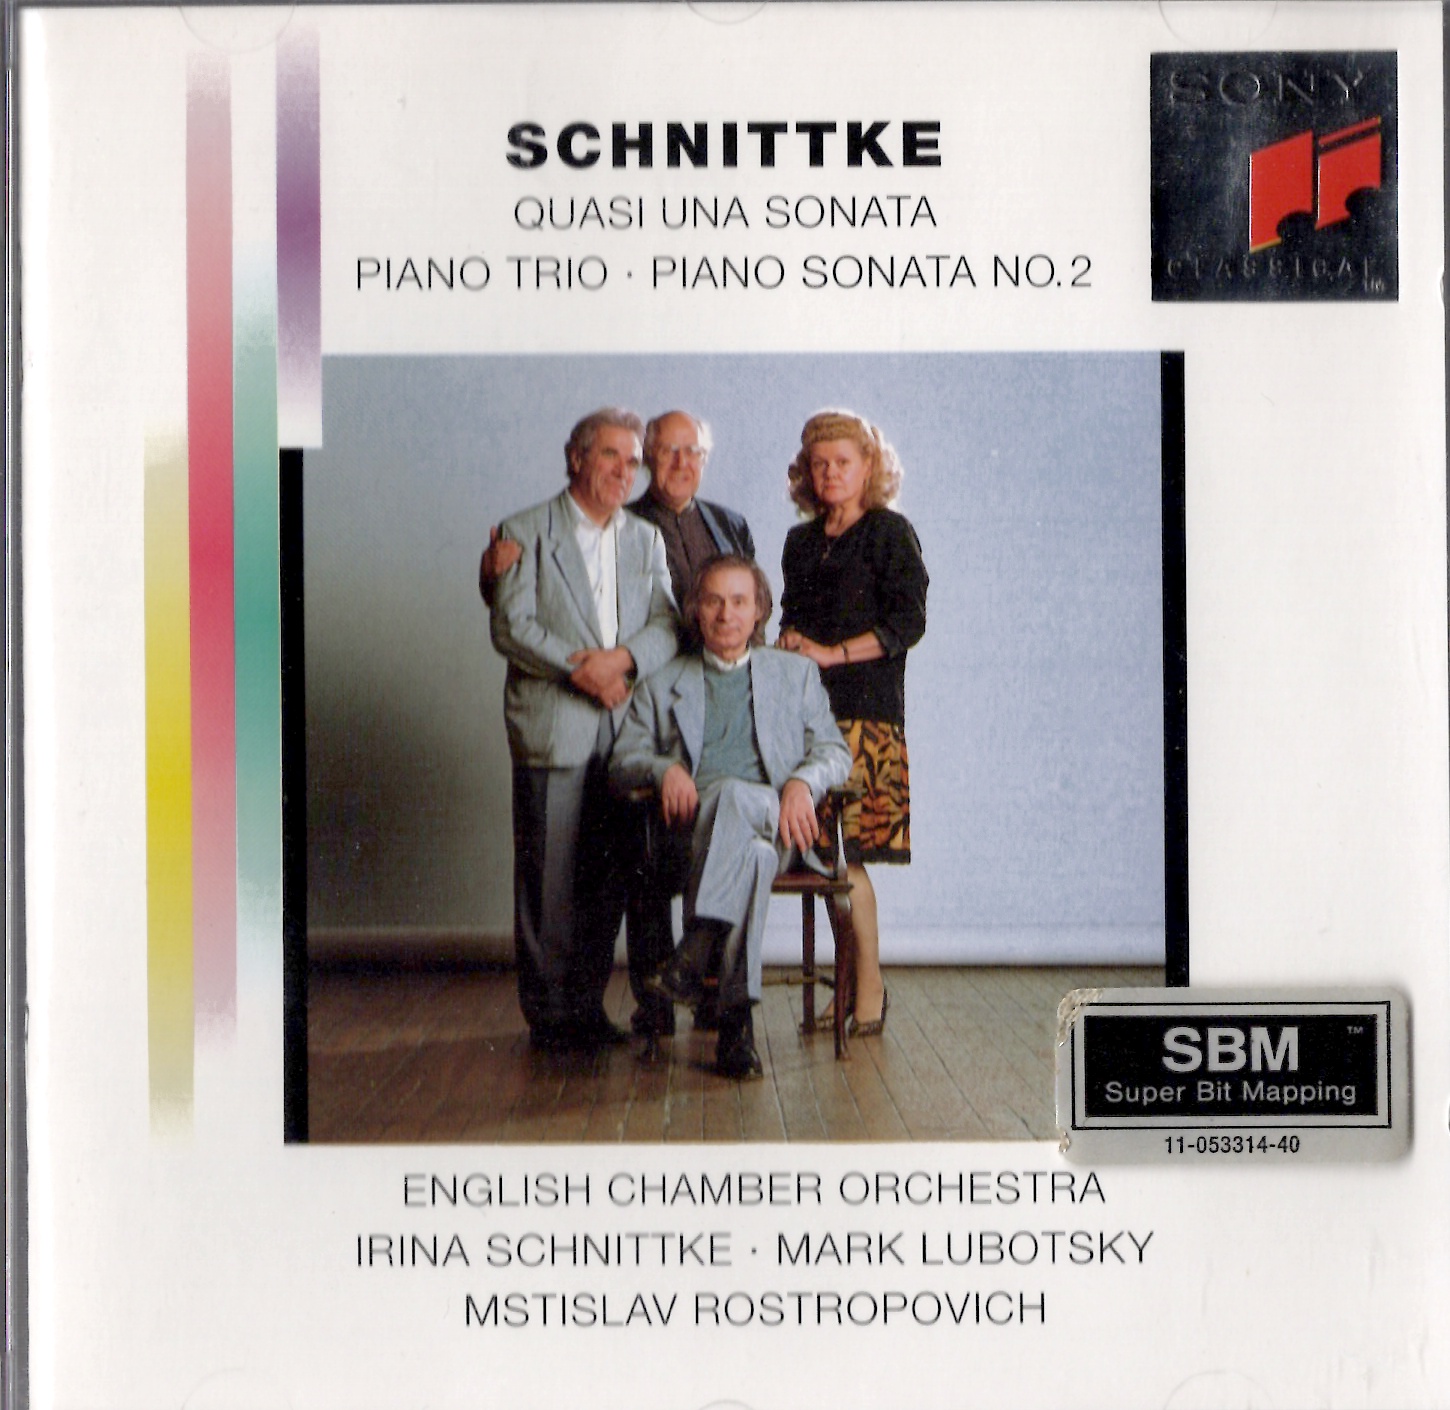 SONY
SCHNITTKE
QUASI UNA SONATA
PIANO TRIO · PIANO SONATA NO. 2
CLASSICAL
SBM ™
Super Bit Mapping
11-053314-40
ENGLISH CHAMBER ORCHESTRA
IRINA SCHNITTKE · MARK LUBOTSKY
MSTISLAV ROSTROPOVICH